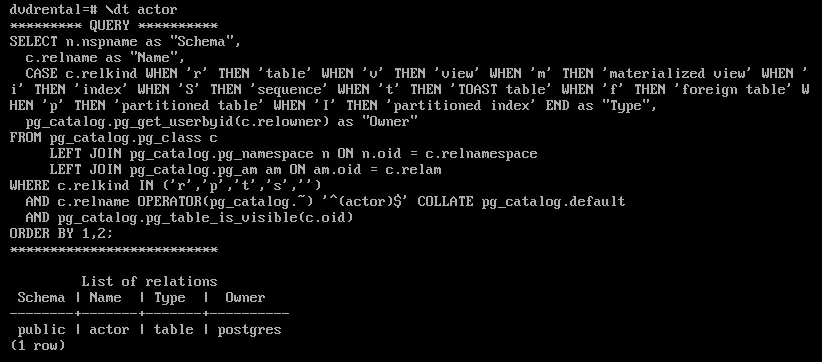 dvdrental=# \dt actor
********* QUERY **********
SELECT n.nspname as "Schema",
  c.relname as "Name",
  CASE c.relkind WHEN 'r' THEN 'table' WHEN 'v' THEN 'view' WHEN 'm' THEN 'materialized view' WHEN '
i' THEN 'index' WHEN 'S' THEN 'sequence' WHEN 't' THEN 'TOAST table' WHEN 'f' THEN 'foreign table' W
HEN 'p' THEN 'partitioned table' WHEN 'I' THEN 'partitioned index' END as "Type",
  pg_catalog.pg_get_userbyid(c.relowner) as "Owner"
FROM pg_catalog.pg_class c
     LEFT JOIN pg_catalog.pg_namespace n ON n.oid = c.relnamespace
     LEFT JOIN pg_catalog.pg_am am ON am.oid = c.relam
WHERE c.relkind IN ('r','p','t','s','')
  AND c.relname OPERATOR(pg_catalog.~) '^(actor)$' COLLATE pg_catalog.default
  AND pg_catalog.pg_table_is_visible(c.oid)
ORDER BY 1,2;
**************************

         List of relations
 Schema | Name  | Type  |  Owner
--------+-------+-------+----------
 public | actor | table | postgres
(1 row)